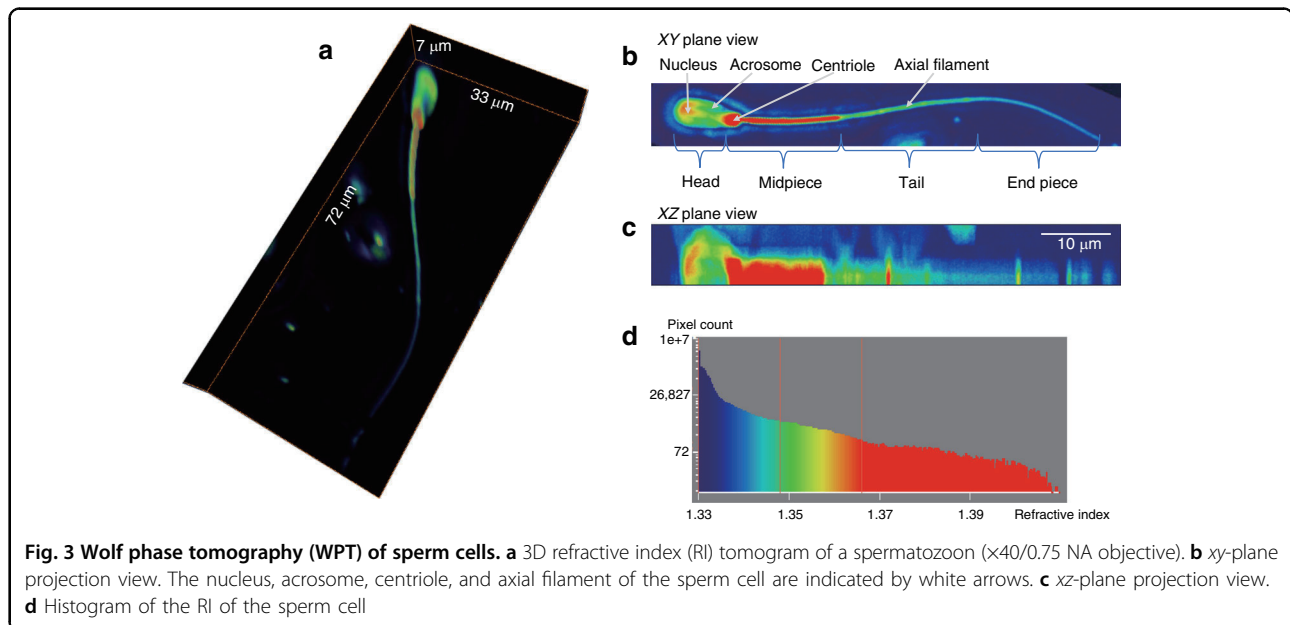 a
7 μm
33 μm
72 μm
b
XY plane view
Nucleus Acrosome Centriole Axial filament
Head Midpiece Tail End piece
XZ plane view
c
10 μm
d
Pixel count
1e+7
26,827
72
1.33 1.35 1.37 1.39 Refractive index
Fig. 3 Wolf phase tomography (WPT) of sperm cells. a 3D refractive index (RI) tomogram of a spermatozoon (×40/0.75 NA objective). b xy-plane
projection view. The nucleus, acrosome, centriole, and axial filament of the sperm cell are indicated by white arrows. c xz-plane projection view.
d Histogram of the RI of the sperm cell